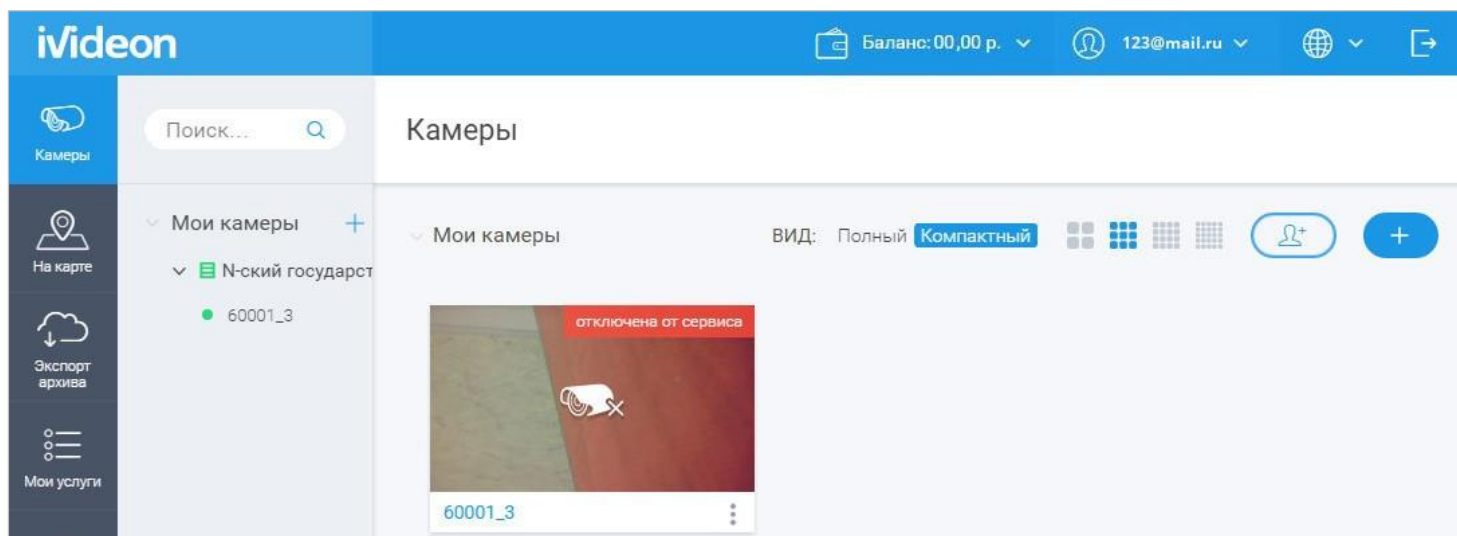 iVideon
Баланс: 00,00 р.
123@mail.ru
Камеры
На карте
Экспорт
архива
Мои услуги
Поиск...
Мои камеры
N-ский государст
60001_3
Камеры
Мои камеры
ВИД: Полный Компактный
отключена от сервиса
60001_3